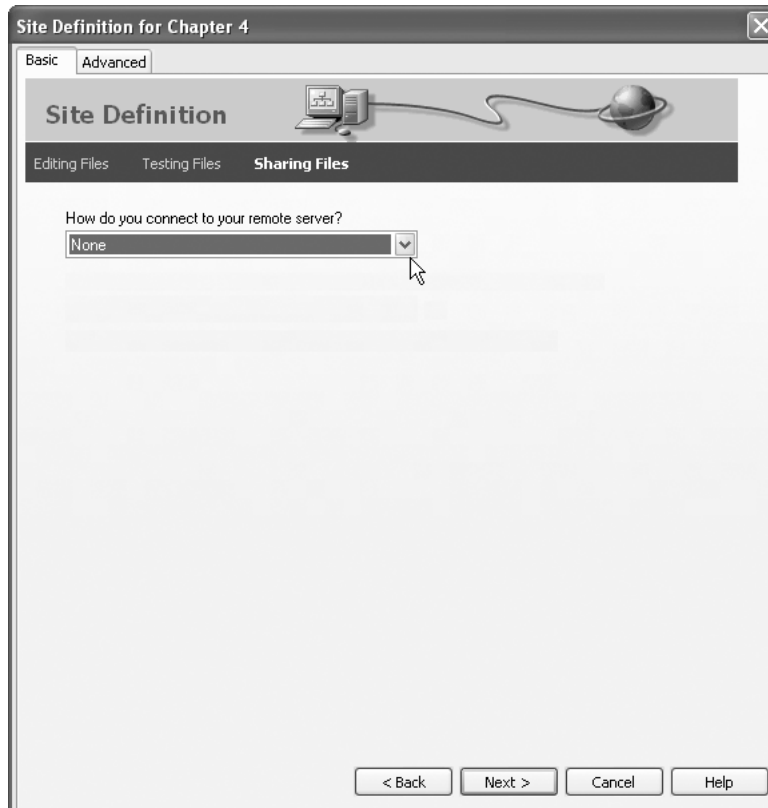 Site Definition for Chapter 4
Basic Advanced
Site Definition
Editing Files Testing Files Sharing Files
How do you connect to your remote server?
None
< Back Next > Cancel Help